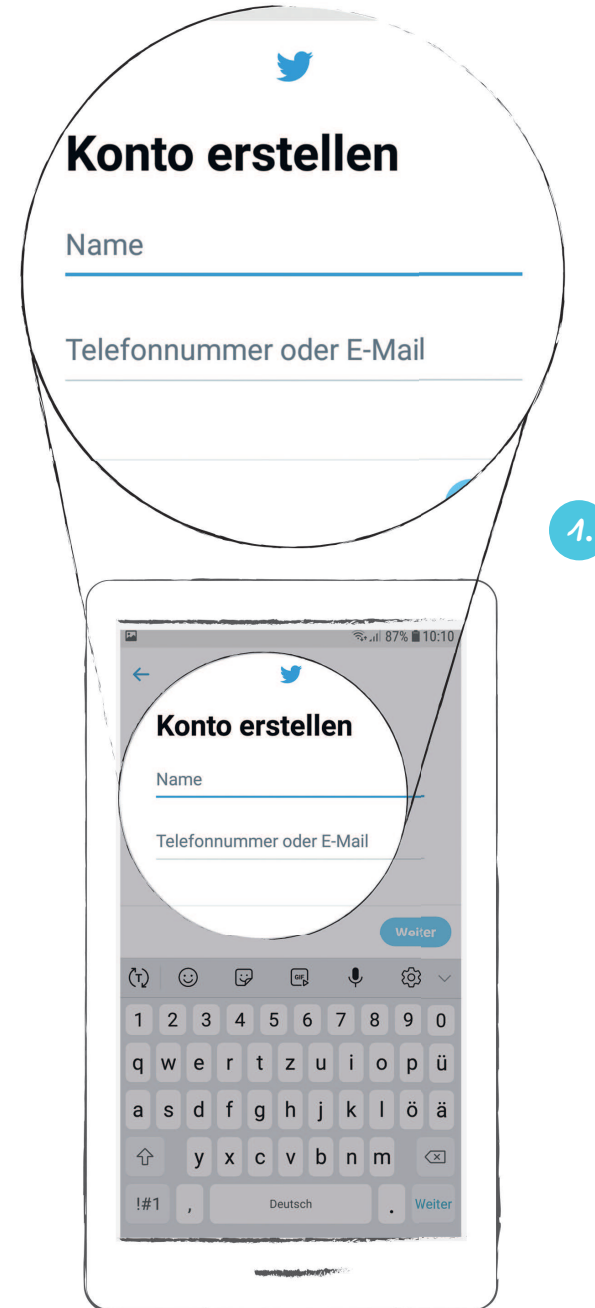 Konto erstellen
Name
Telefonnummer oder E-Mail
1.
87% 10:10
Konto erstellen
Name
Telefonnummer oder E-Mail
Weiter
T
GIF
1 2 3 4 5 6 7 8 9 0
q w e r t z u i o p ü
a s d f g h j k l ö ä
y x c v b n m
!#1 , Deutsch . Weiter